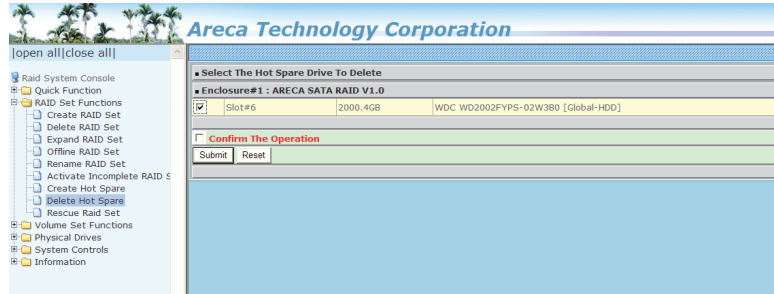 Areca Technology Corporation
|open all|close all|
Raid System Console
Quick Function
RAID Set Functions
Create RAID Set
Delete RAID Set
Expand RAID Set
Offline RAID Set
Rename RAID Set
Activate Incomplete RAID S
Create Hot Spare
Delete Hot Spare
Rescue Raid Set
Volume Set Functions
Physical Drives
System Controls
Information
Select The Hot Spare Drive To Delete
Enclosure#1 : ARECA SATA RAID V1.0
Slot#6 2000.4GB WDC WD2002FYPS-02W3B0 [Global-HDD]
Confirm The Operation
Submit Reset